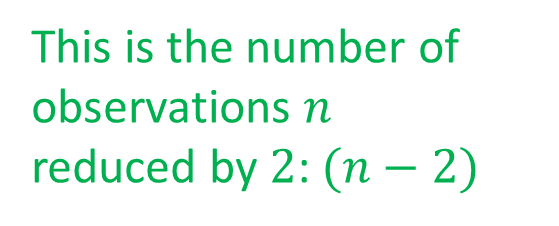 This is the number of
observations n
reduced by 2: (n − 2)